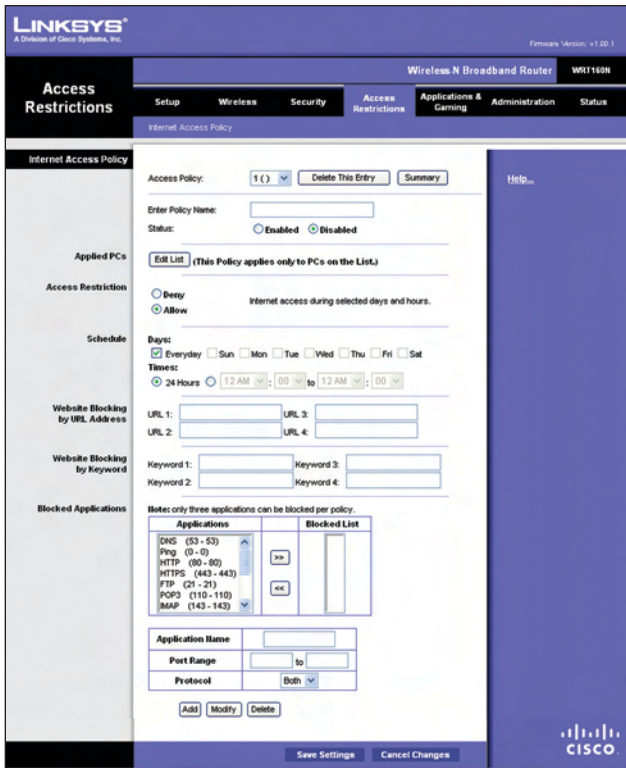 LINKSYS®
A Division of Cisco Systems, Inc.
Firmware Version: v1.00.1
Wireless-N Broadband Router WRT160N
Access Restrictions
Setup Wireless Security Access Restrictions Applications & Gaming Administration Status
Internet Access Policy
Internet Access Policy
Access Policy: 1 ( ) Delete This Entry Summary
Help...
Enter Policy Name:
Status: Enabled Disabled
Applied PCs
Edit List (This Policy applies only to PCs on the List.)
Access Restriction
Deny
Allow
Internet access during selected days and hours.
Schedule
Days:
Everyday Sun Mon Tue Wed Thu Fri Sat
Times:
24 Hours 12 AM : 00 to 12 AM : 00
Website Blocking by URL Address
URL 1: URL 3:
URL 2: URL 4:
Website Blocking by Keyword
Keyword 1: Keyword 3:
Keyword 2: Keyword 4:
Blocked Applications
Note: only three applications can be blocked per policy.
Applications Blocked List
DNS (53 - 53)
Ping (0 - 0)
HTTP (80 - 80)
HTTPS (443 - 443)
FTP (21 - 21)
POP3 (110 - 110)
IMAP (143 - 143)
>>
<<
Application Name
Port Range to
Protocol Both
Add Modify Delete
Save Settings Cancel Changes
CISCO.